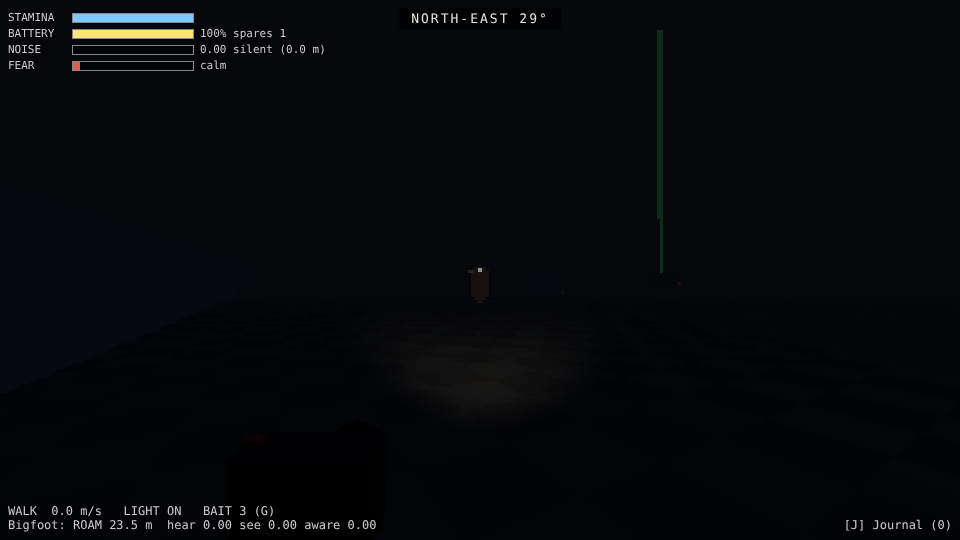 STAMINA
NORTH-EAST 29°
BATTERY 100% spares 1
NOISE 0.00 silent (0.0 m)
FEAR calm
WALK 0.0 m/s LIGHT ON BAIT 3 (G)
Bigfoot: ROAM 23.5 m hear 0.00 see 0.00 aware 0.00
[J] Journal (0)